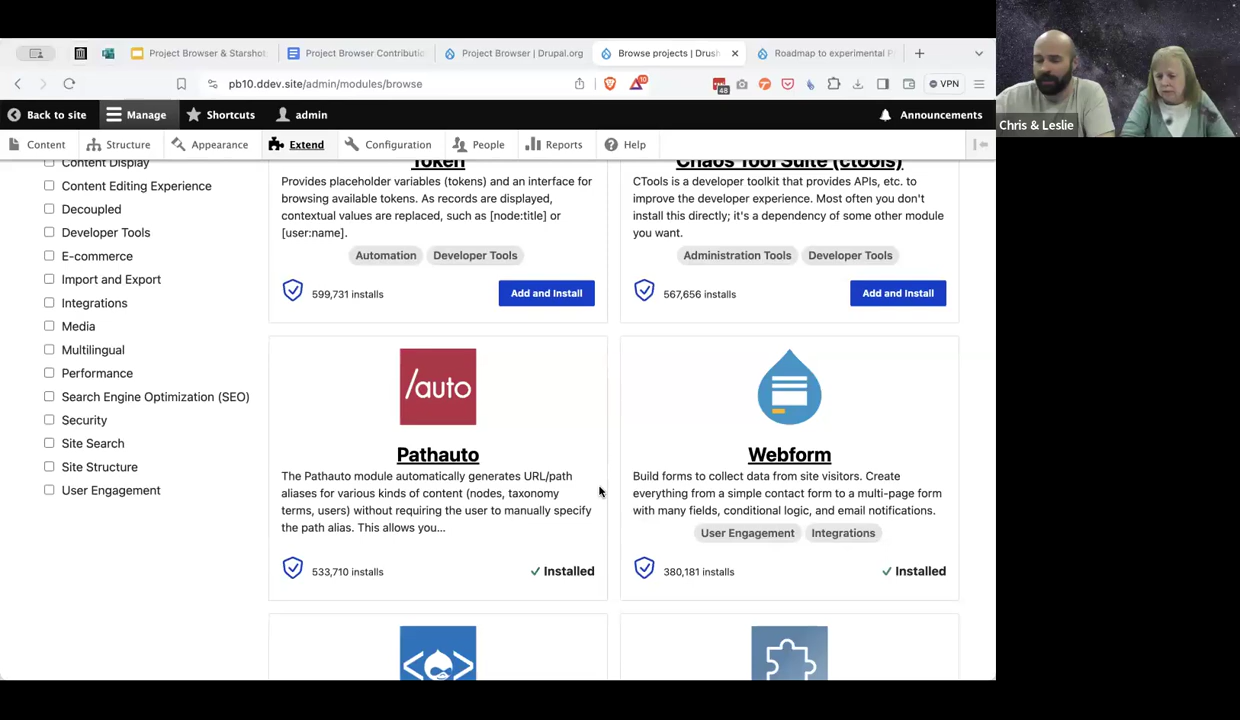 Project Browser & Starshot
Project Browser Contributio
Project Browser | Drupal.org
Browse projects | Drush
Roadmap to experimental P
pb10.ddev.site/admin/modules/browse
48
10
VPN
Back to site
Manage
Shortcuts
admin
Announcements
Content
Structure
Appearance
Extend
Configuration
People
Reports
Help
Chris & Leslie
Content Display
Content Editing Experience
Decoupled
Developer Tools
E-commerce
Import and Export
Integrations
Media
Multilingual
Performance
Search Engine Optimization (SEO)
Security
Site Search
Site Structure
User Engagement
Token
Provides placeholder variables (tokens) and an interface for
browsing available tokens. As records are displayed,
contextual values are replaced, such as [node:title] or
[user:name].
Automation
Developer Tools
599,731 installs
Add and Install
Chaos Tool Suite (ctools)
CTools is a developer toolkit that provides APIs, etc. to
improve the developer experience. Most often you don't
install this directly; it's a dependency of some other module
you want.
Administration Tools
Developer Tools
567,656 installs
Add and Install
/auto
Pathauto
The Pathauto module automatically generates URL/path
aliases for various kinds of content (nodes, taxonomy
terms, users) without requiring the user to manually specify
the path alias. This allows you...
533,710 installs
Installed
Webform
Build forms to collect data from site visitors. Create
everything from a simple contact form to a multi-page form
with many fields, conditional logic, and email notifications.
User Engagement
Integrations
380,181 installs
Installed